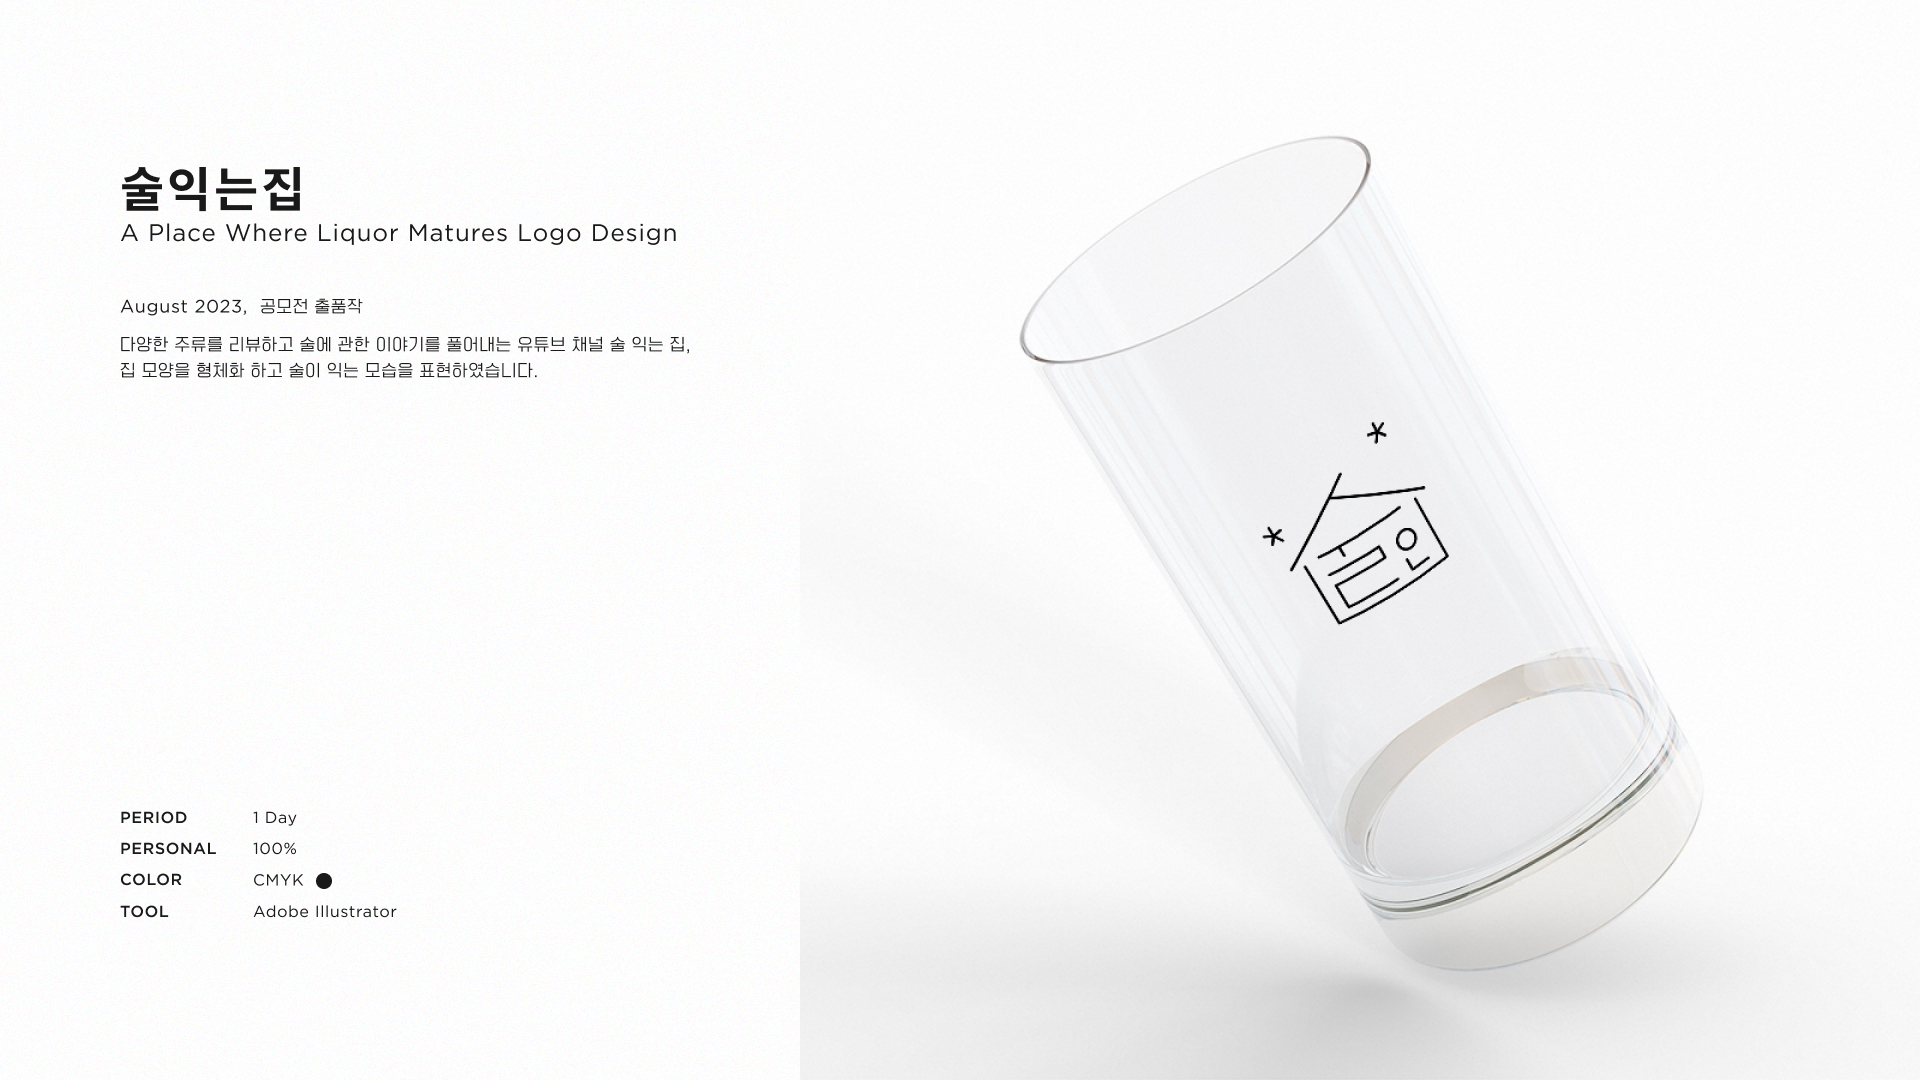 술익는집
A Place Where Liquor Matures Logo Design
August 2023, 공모전 출품작
다양한 주류를 리뷰하고 술에 관한 이야기를 풀어내는 유튜브 채널 술 익는 집,
집 모양을 형체화 하고 술이 익는 모습을 표현하였습니다.
PERIOD 1 Day
PERSONAL 100%
COLOR CMYK
TOOL Adobe Illustrator